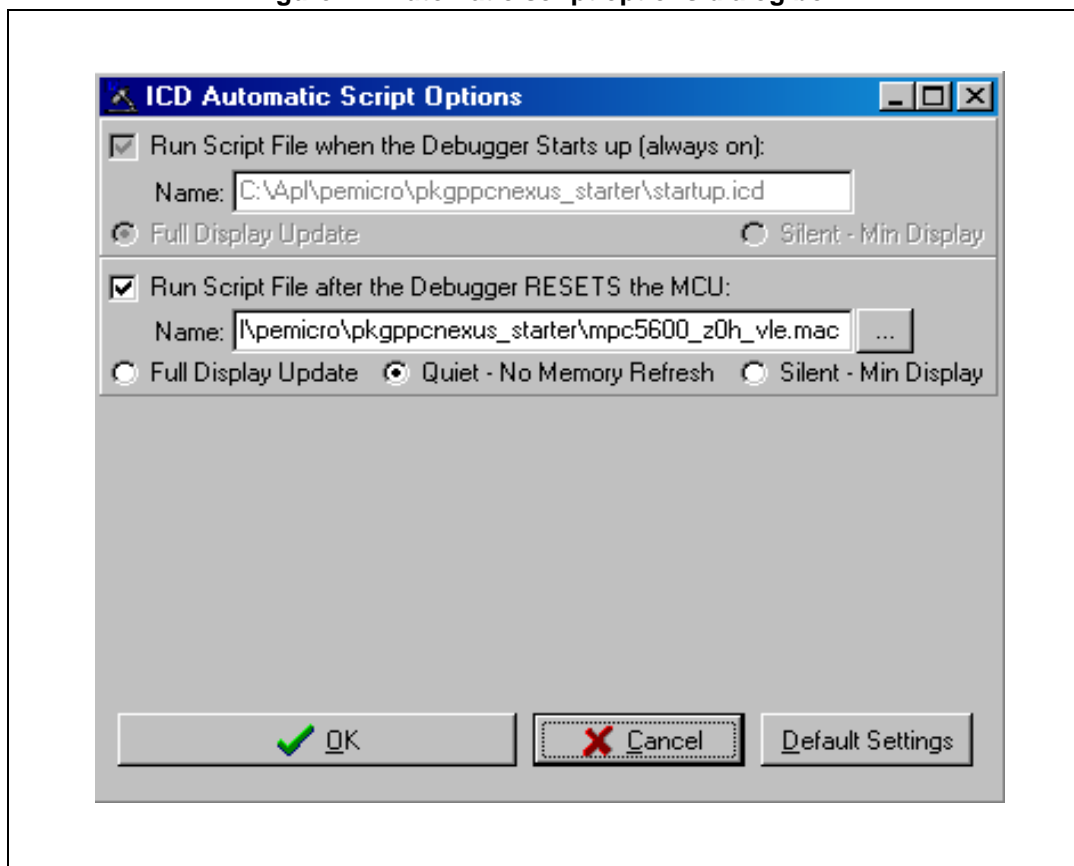 ICD Automatic Script Options
Run Script File when the Debugger Starts up (always on):
Name: C:\Apl\pemicro\pkgppcnexus_starter\startup.icd
Full Display Update Silent - Min Display
Run Script File after the Debugger RESETS the MCU:
Name: l\pemicro\pkgppcnexus_starter\mpc5600_z0h_vle.mac ...
Full Display Update Quiet - No Memory Refresh Silent - Min Display
OK Cancel Default Settings